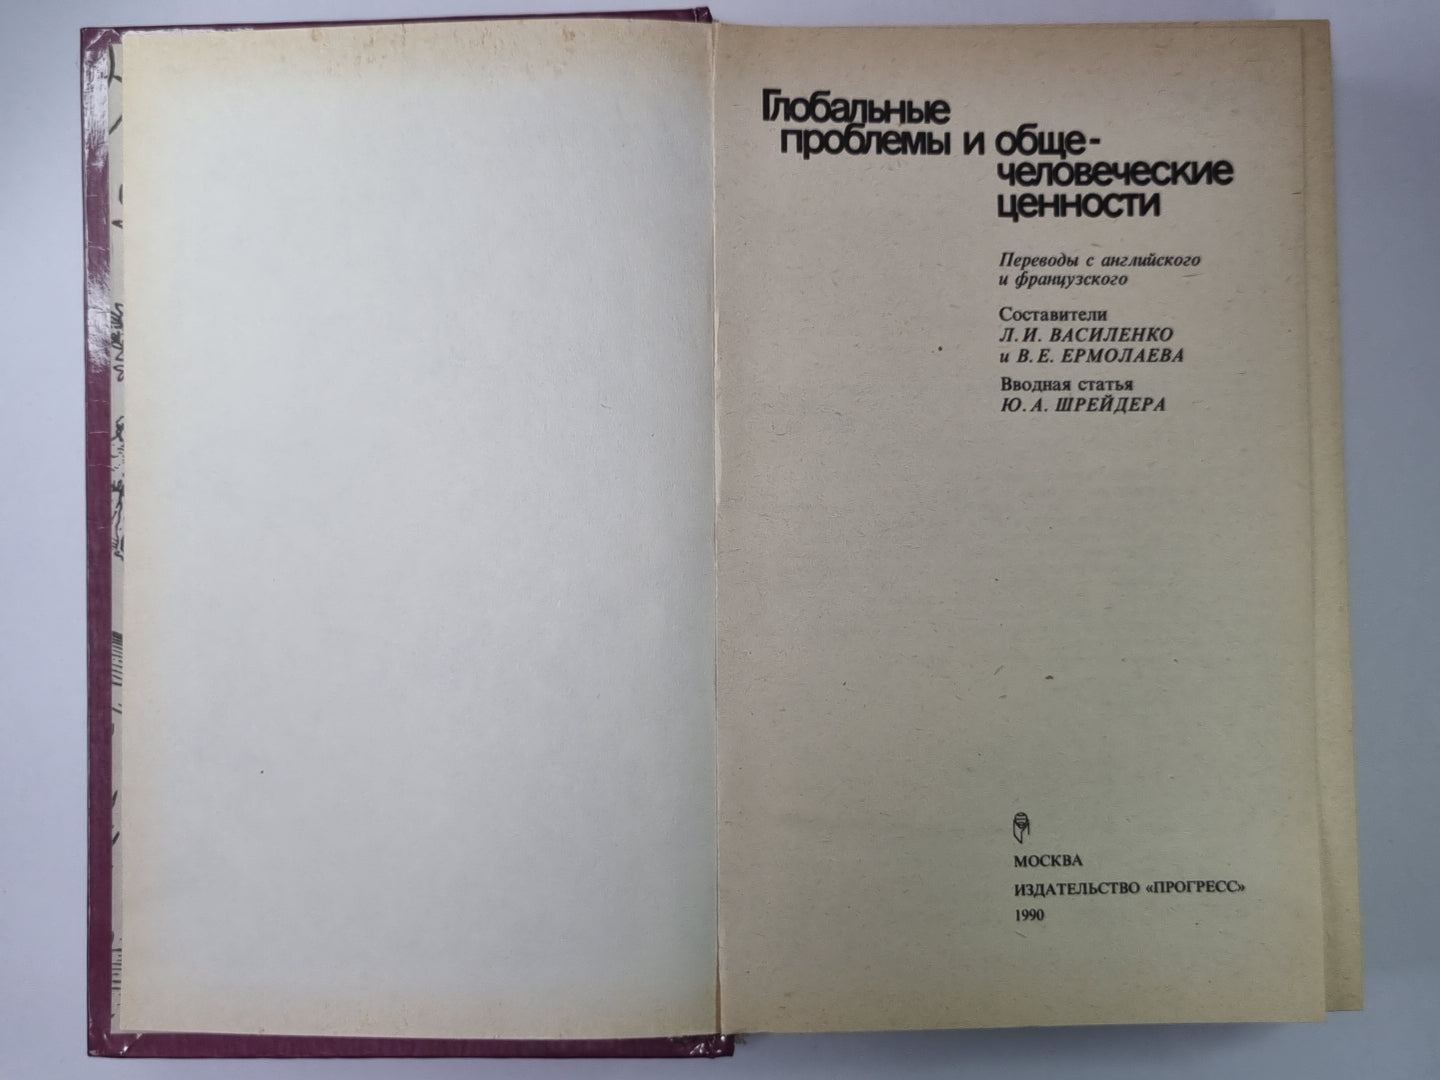 Глобальные
проблемы и обще-
человеческие
ценности
Переводы с английского
и французского
Составители
Л. И. ВАСИЛЕНКО
и В. Е. ЕРМОЛАЕВА
Вводная статья
Ю. А. ШРЕЙДЕРА
МОСКВА
ИЗДАТЕЛЬСТВО «ПРОГРЕСС»
1990